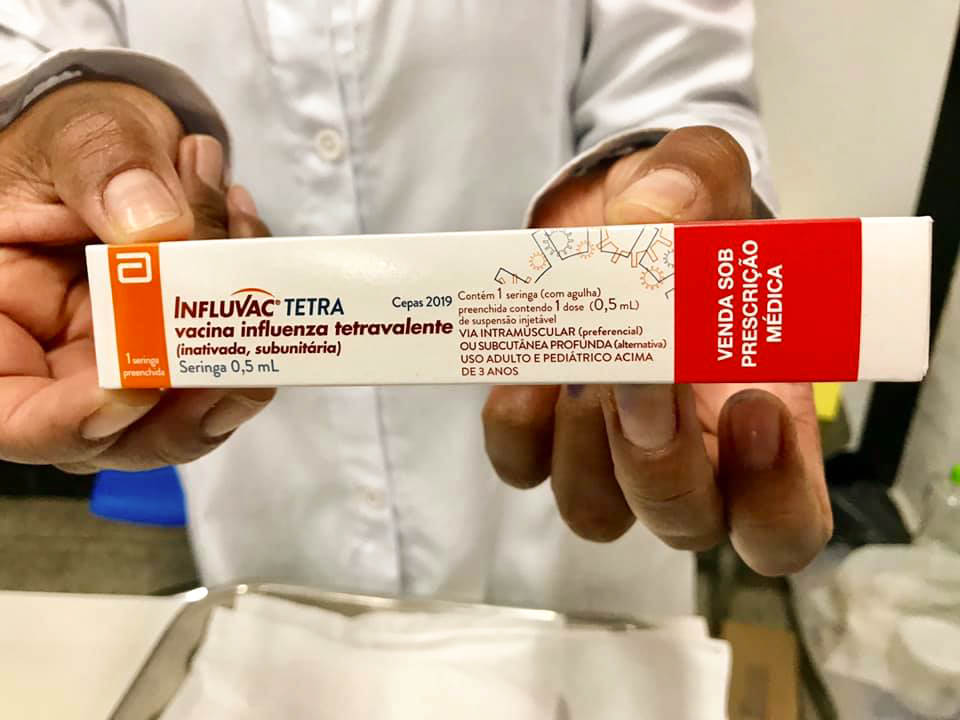 INFLUVAC® TETRA
Cepas 2019
vacina influenza tetravalente
(inativada, subunitária)
Seringa 0,5 mL
1 seringa
preenchida
Contém 1 seringa (com agulha)
preenchida contendo 1 dose (0,5 mL)
de suspensão injetável
VIA INTRAMUSCULAR (preferencial)
OU SUBCUTÂNEA PROFUNDA (alternativa)
USO ADULTO E PEDIÁTRICO ACIMA
DE 3 ANOS
VENDA SOB
PRESCRIÇÃO
MÉDICA